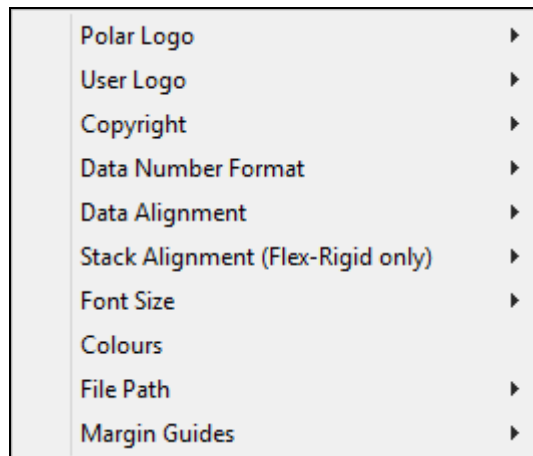 Polar Logo
User Logo
Copyright
Data Number Format
Data Alignment
Stack Alignment (Flex-Rigid only)
Font Size
Colours
File Path
Margin Guides